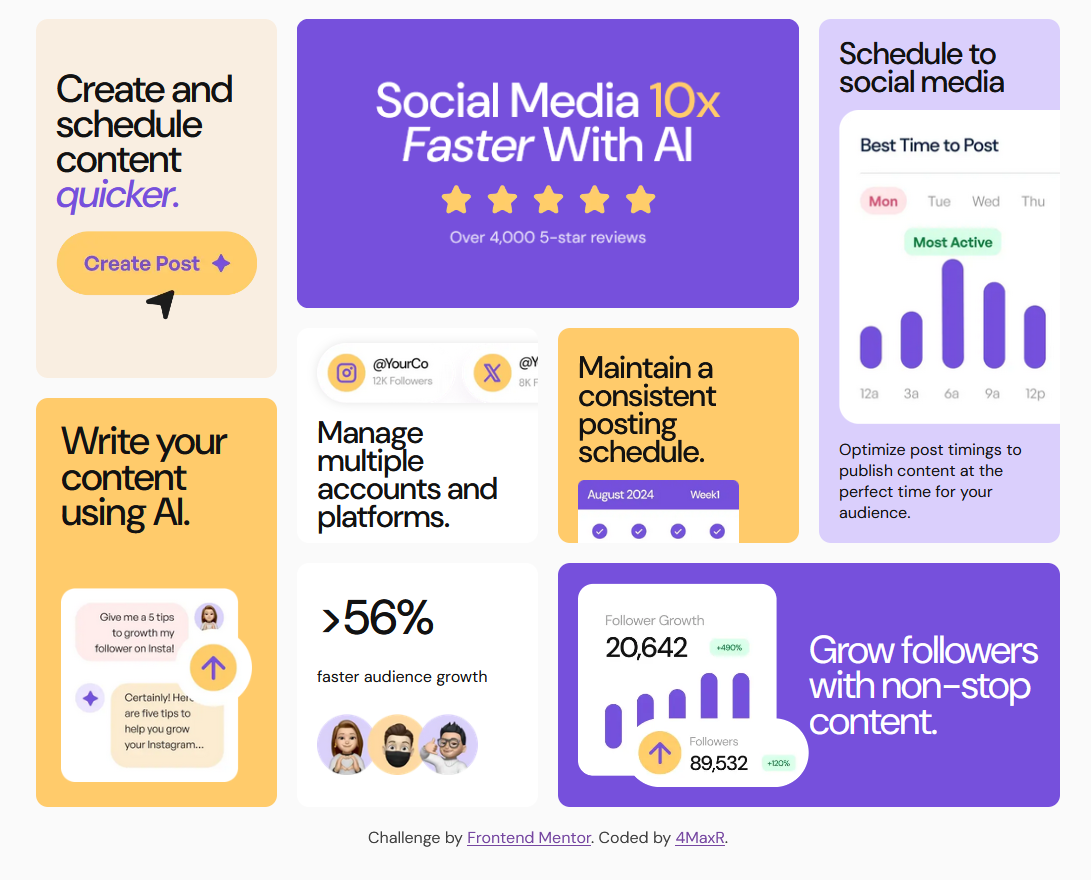 Create and
schedule
content
quicker.
Create Post
Social Media 10x
Faster With AI
Over 4,000 5-star reviews
Schedule to
social media
Best Time to Post
Mon Tue Wed Thu
Most Active
12a 3a 6a 9a 12p
Optimize post timings to
publish content at the
perfect time for your
audience.
@YourCo
12K Followers
@Y
8K F
Manage
multiple
accounts and
platforms.
Maintain a
consistent
posting
schedule.
August 2024 Week1
Write your
content
using AI.
Give me a 5 tips
to growth my
follower on Insta!
Certainly! Here
are five tips to
help you grow
your Instagram...
>56%
faster audience growth
Follower Growth
20,642 +490%
Followers
89,532 +120%
Grow followers
with non-stop
content.
Challenge by Frontend Mentor. Coded by 4MaxR.